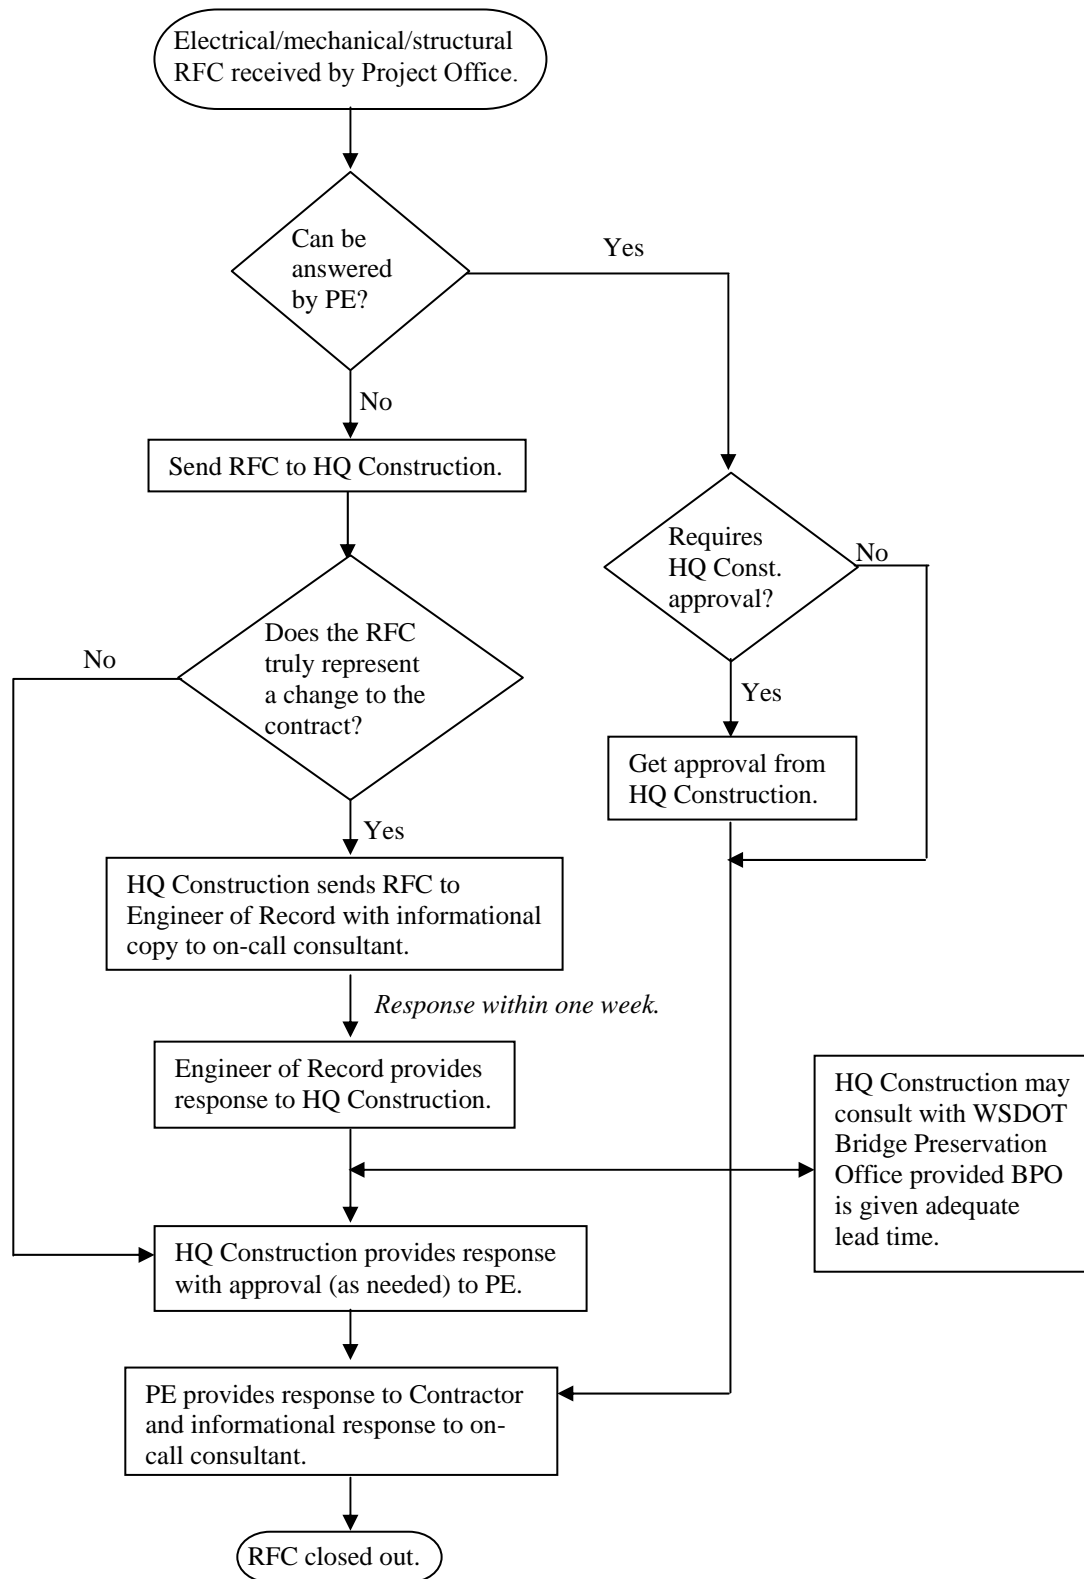 Electrical/mechanical/structural
RFC received by Project Office.
Can be
answered
by PE?
Yes
No
Send RFC to HQ Construction.
Requires
HQ Const.
approval?
No
Does the RFC
truly represent
a change to the
contract?
No
Yes
Get approval from
HQ Construction.
Yes
HQ Construction sends RFC to
Engineer of Record with informational
copy to on-call consultant.
Response within one week.
Engineer of Record provides
response to HQ Construction.
HQ Construction may
consult with WSDOT
Bridge Preservation
Office provided BPO
is given adequate
lead time.
HQ Construction provides response
with approval (as needed) to PE.
PE provides response to Contractor
and informational response to on-
call consultant.
RFC closed out.